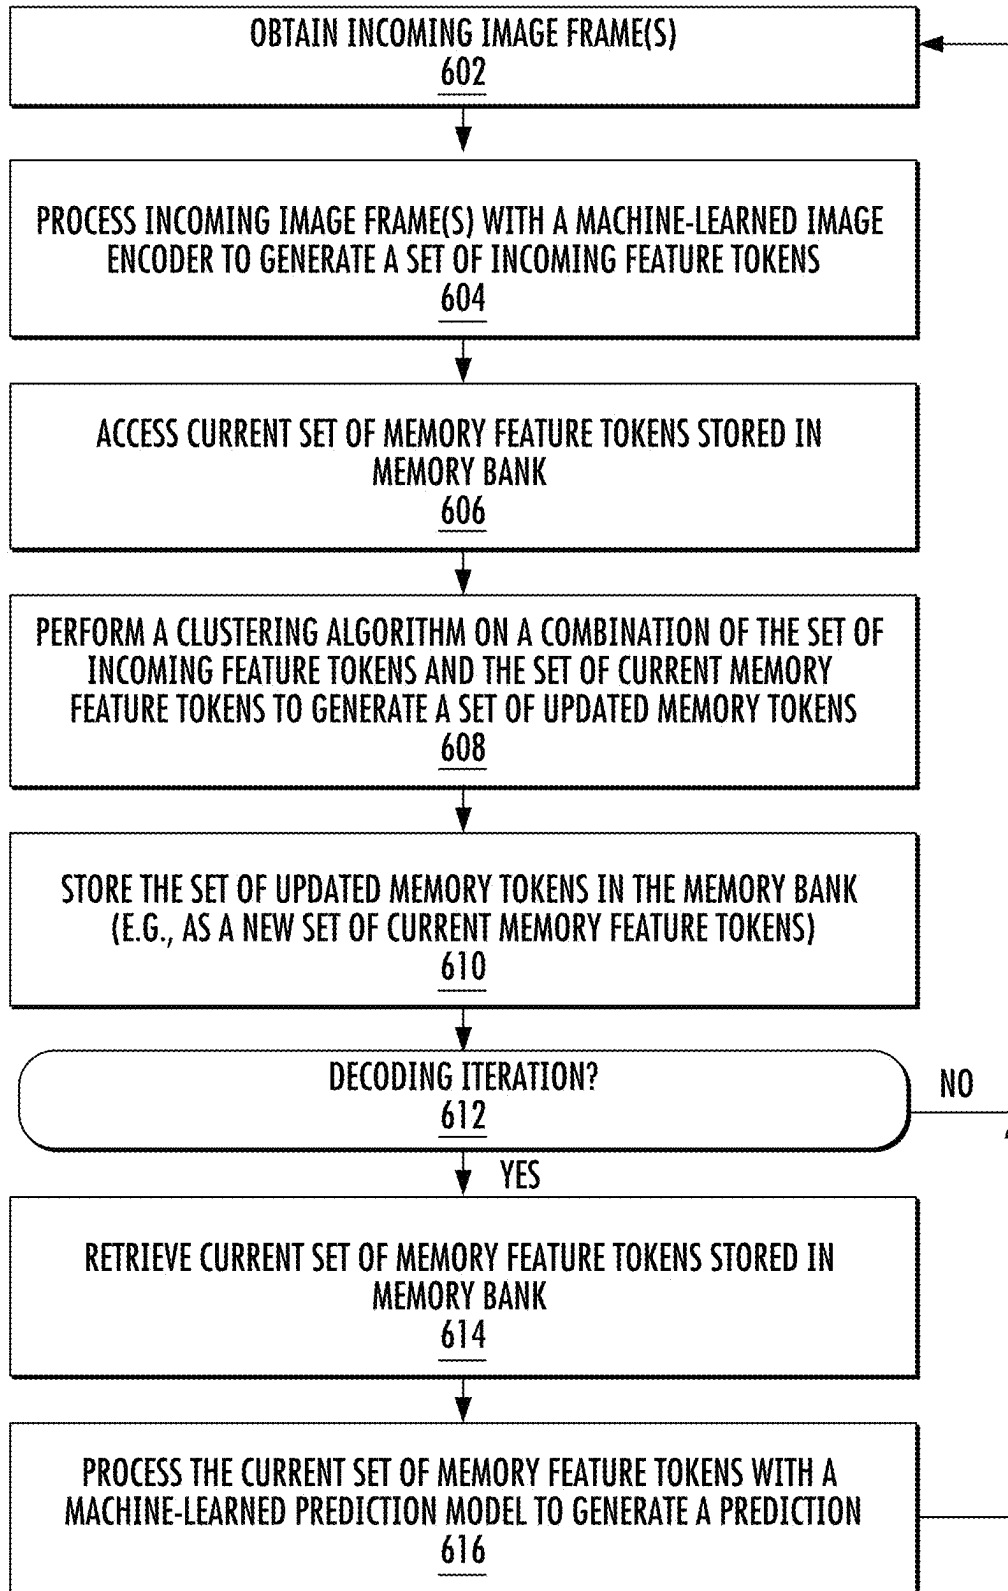 OBTAIN INCOMING IMAGE FRAME(S)
602
PROCESS INCOMING IMAGE FRAME(S) WITH A MACHINE-LEARNED IMAGE
ENCODER TO GENERATE A SET OF INCOMING FEATURE TOKENS
604
ACCESS CURRENT SET OF MEMORY FEATURE TOKENS STORED IN
MEMORY BANK
606
PERFORM A CLUSTERING ALGORITHM ON A COMBINATION OF THE SET OF
INCOMING FEATURE TOKENS AND THE SET OF CURRENT MEMORY
FEATURE TOKENS TO GENERATE A SET OF UPDATED MEMORY TOKENS
608
STORE THE SET OF UPDATED MEMORY TOKENS IN THE MEMORY BANK
(E.G., AS A NEW SET OF CURRENT MEMORY FEATURE TOKENS)
610
DECODING ITERATION?
612
NO
YES
RETRIEVE CURRENT SET OF MEMORY FEATURE TOKENS STORED IN
MEMORY BANK
614
PROCESS THE CURRENT SET OF MEMORY FEATURE TOKENS WITH A
MACHINE-LEARNED PREDICTION MODEL TO GENERATE A PREDICTION
616